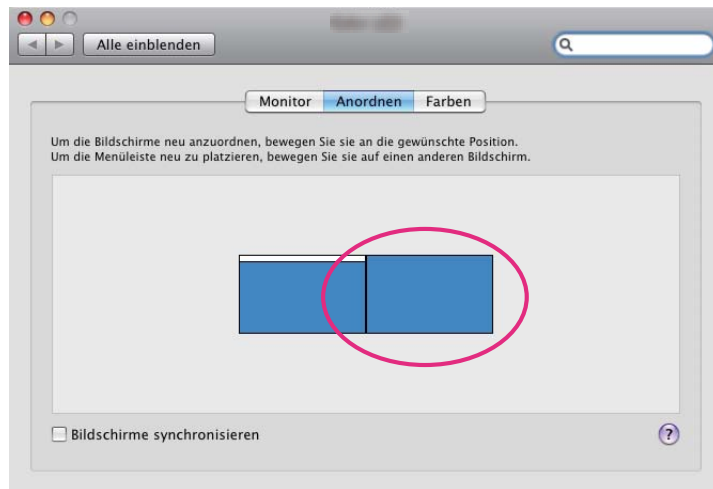 Alle einblenden
Monitor Anordnen Farben
Um die Bildschirme neu anzuordnen, bewegen Sie sie an die gewünschte Position.
Um die Menüleiste neu zu platzieren, bewegen Sie sie auf einen anderen Bildschirm.
Bildschirme synchronisieren
?